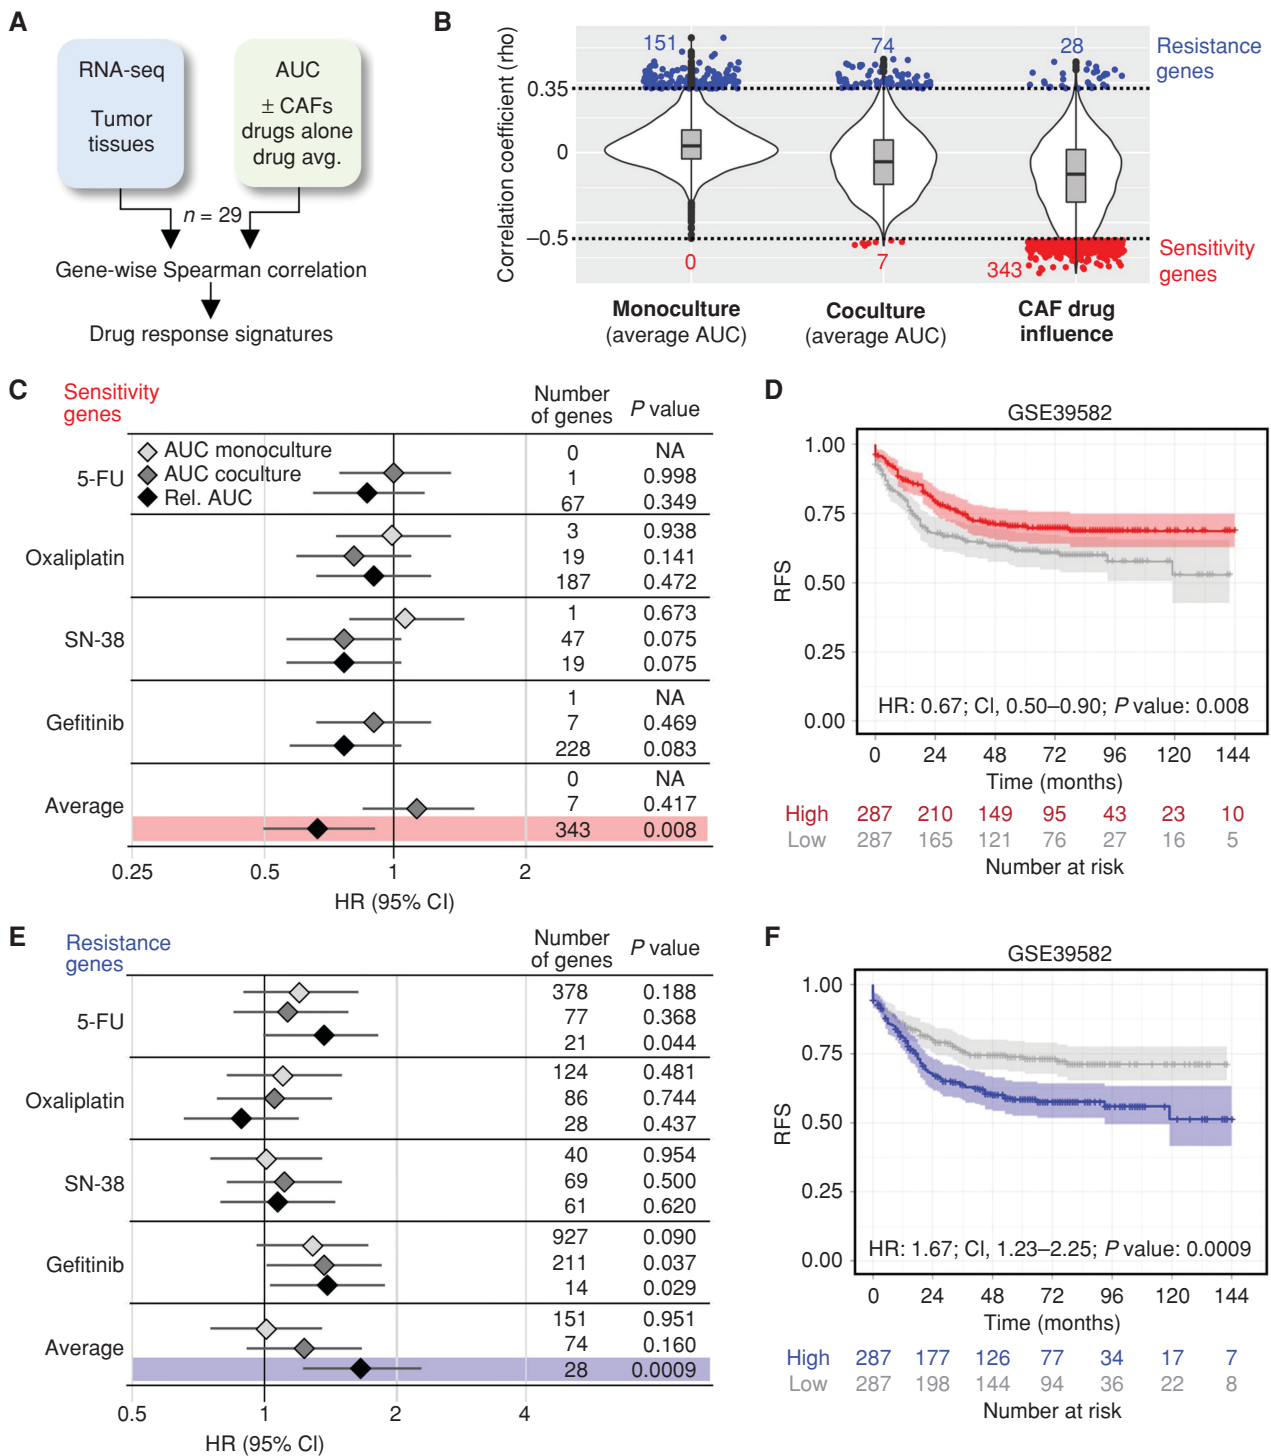 A
RNA-seq
Tumor
tissues
AUC
± CAFs
drugs alone
drug avg.
n = 29
Gene-wise Spearman correlation
Drug response signatures
B
Correlation coefficient (rho)
0.35
0
–0.5
151
74
28
Resistance
genes
0
7
343
Sensitivity
genes
Monoculture
(average AUC)
Coculture
(average AUC)
CAF drug
influence
C
Sensitivity
genes
Number
of genes
P value
AUC monoculture
AUC coculture
Rel. AUC
5-FU
0 NA
1 0.998
67 0.349
Oxaliplatin
3 0.938
19 0.141
187 0.472
SN-38
1 0.673
47 0.075
19 0.075
Gefitinib
1 NA
7 0.469
228 0.083
Average
0 NA
7 0.417
343 0.008
0.25 0.5 1 2
HR (95% CI)
D
GSE39582
RFS
1.00
0.75
0.50
0.25
0.00
HR: 0.67; CI, 0.50–0.90; P value: 0.008
0 24 48 72 96 120 144
Time (months)
High 287 210 149 95 43 23 10
Low 287 165 121 76 27 16 5
Number at risk
E
Resistance
genes
Number
of genes
P value
5-FU
378 0.188
77 0.368
21 0.044
Oxaliplatin
124 0.481
86 0.744
28 0.437
SN-38
40 0.954
69 0.500
61 0.620
Gefitinib
927 0.090
211 0.037
14 0.029
Average
151 0.951
74 0.160
28 0.0009
0.5 1 2 4
HR (95% CI)
F
GSE39582
RFS
1.00
0.75
0.50
0.25
0.00
HR: 1.67; CI, 1.23–2.25; P value: 0.0009
0 24 48 72 96 120 144
Time (months)
High 287 177 126 77 34 17 7
Low 287 198 144 94 36 22 8
Number at risk